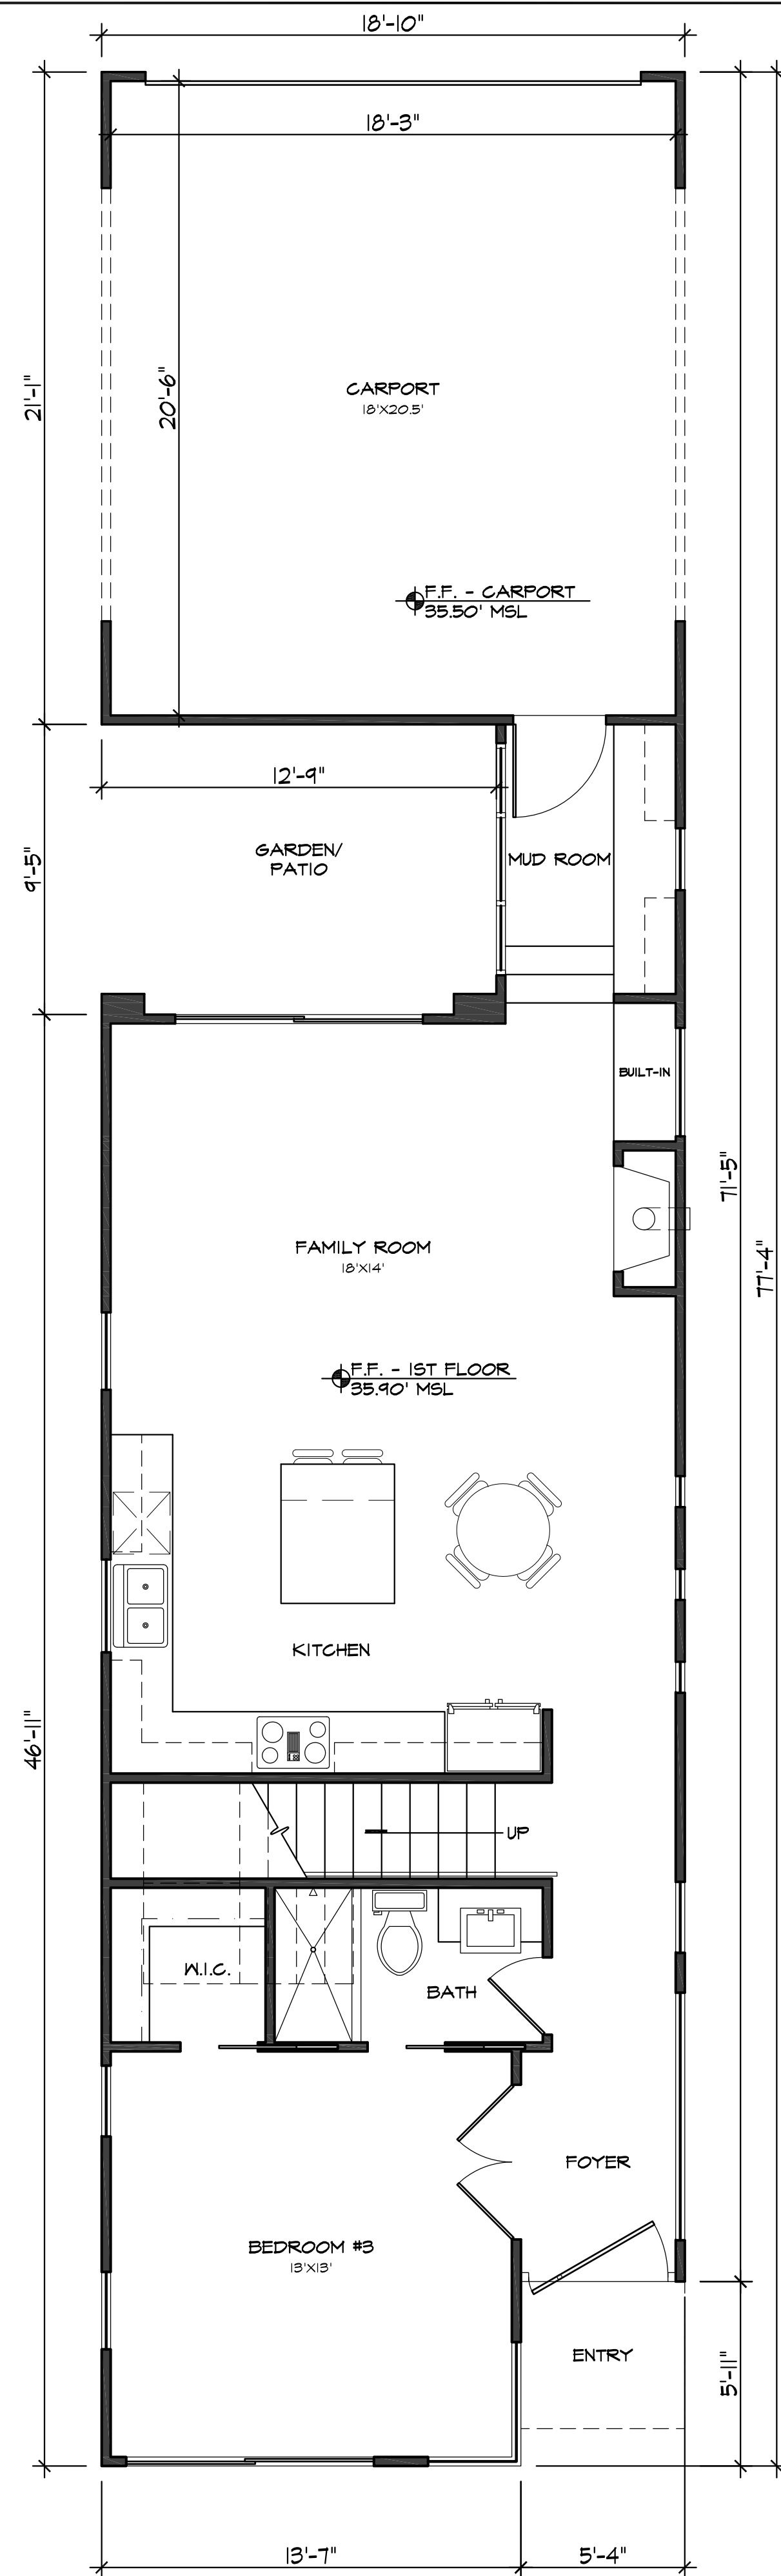 18'-10"
18'-3"
21'-1"
20'-6"
CARPORT
18'X20.5'
F.F. - CARPORT
35.50' MSL
12'-9"
9'-5"
GARDEN/
PATIO
MUD ROOM
BUILT-IN
71'-5"
77'-4"
FAMILY ROOM
18'X14'
F.F. - 1ST FLOOR
35.90' MSL
KITCHEN
46'-11"
UP
W.I.C.
BATH
FOYER
BEDROOM #3
13'X13'
ENTRY
5'-11"
13'-7"
5'-4"